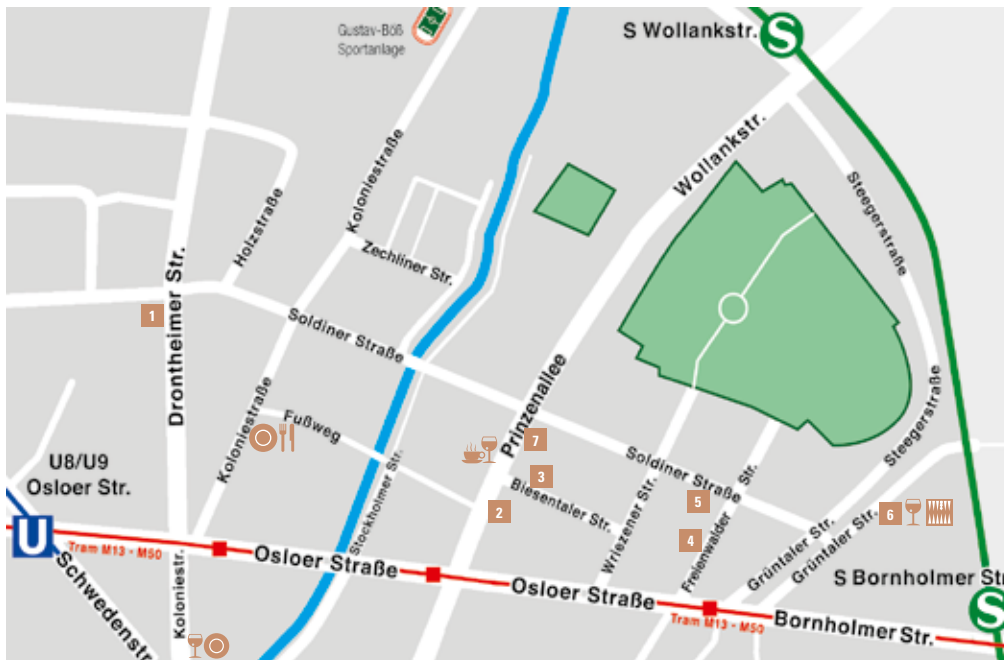 Gustav-Böß
Sportanlage
S Wollankstr.
S
Wollankstr.
Koloniestraße
Holzstraße
Zechliner Str.
Steegerstraße
Drontheimer Str.
1
Soldiner Straße
Prinzenallee
Koloniestraße
Fußweg
7
Steegerstraße
U8/U9
Osloer Str.
3
Biesentaler Str.
Soldiner Straße
5
2
Stockholmer Str.
Wriezener Str.
4
Freienwalder Str.
6
Grüntaler Str.
Grüntaler Str.
U
Tram M13 - M50
Osloer Straße
Osloer Straße
S Bornholmer Str
S
Schwedenstr
Koloniestr.
Tram M13 - M50
Bornholmer Str.